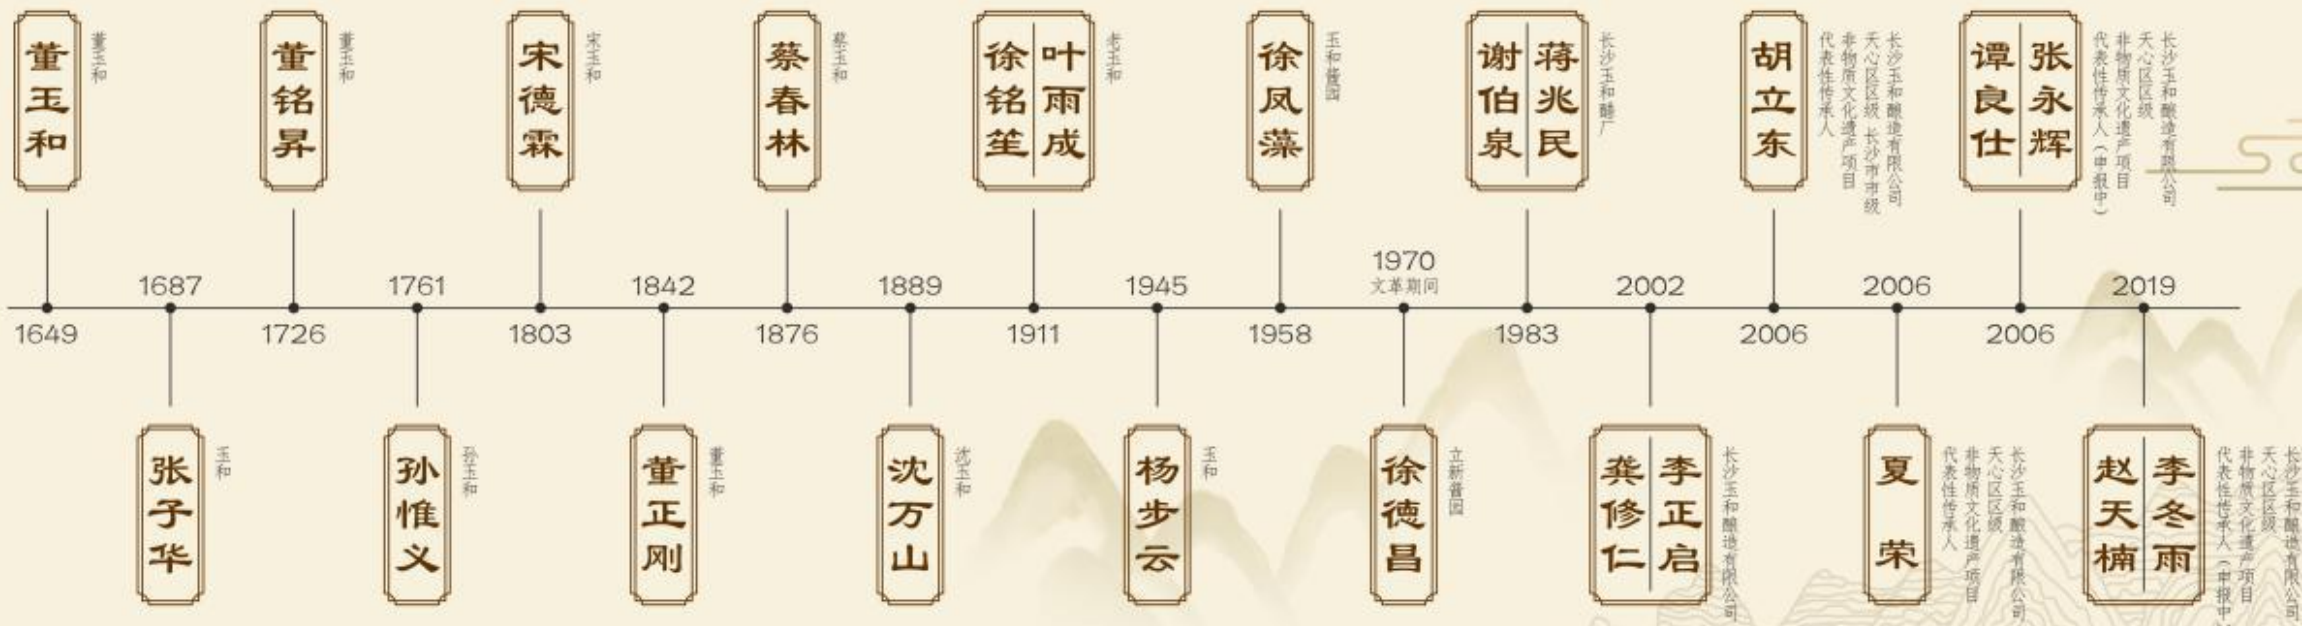 董玉和
董玉和
1649
1687
张子华
玉和
董铭昇
董玉和
1726
1761
孙惟义
孙玉和
宋德霖
宋玉和
1803
1842
董正刚
董玉和
蔡春林
蔡玉和
1876
1889
沈万山
沈玉和
叶雨成
徐铭笙
老玉和
1911
1945
杨步云
玉和
徐凤藻
玉和酱园
1958
1970
文革期间
徐德昌
立新酱园
蒋兆民
谢伯泉
长沙玉和醋厂
1983
2002
李正启
龚修仁
长沙玉和酿造有限公司
胡立东
长沙玉和酿造有限公司
天心区区级 长沙市市级
非物质文化遗产项目
代表性传承人
2006
2006
夏荣
长沙玉和酿造有限公司
天心区区级
非物质文化遗产项目
代表性传承人
张永辉
谭良仕
长沙玉和酿造有限公司
天心区区级
非物质文化遗产项目
代表性传承人(申报中)
2006
2019
李冬雨
赵天楠
长沙玉和酿造有限公司
天心区区级
非物质文化遗产项目
代表性传承人(申报中)